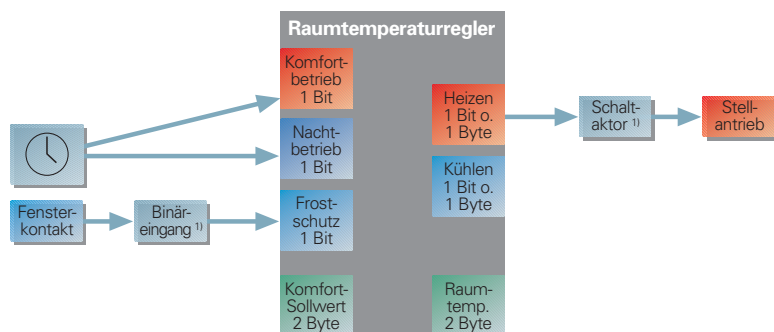 Raumtemperaturregler
Komfort-
betrieb
1 Bit
Nacht-
betrieb
1 Bit
Fenster-
kontakt
Binär-
eingang 1)
Frost-
schutz
1 Bit
Komfort-
Sollwert
2 Byte
Heizen
1 Bit o.
1 Byte
Kühlen
1 Bit o.
1 Byte
Raum-
temp.
2 Byte
Schalt-
aktor 1)
Stell-
antrieb